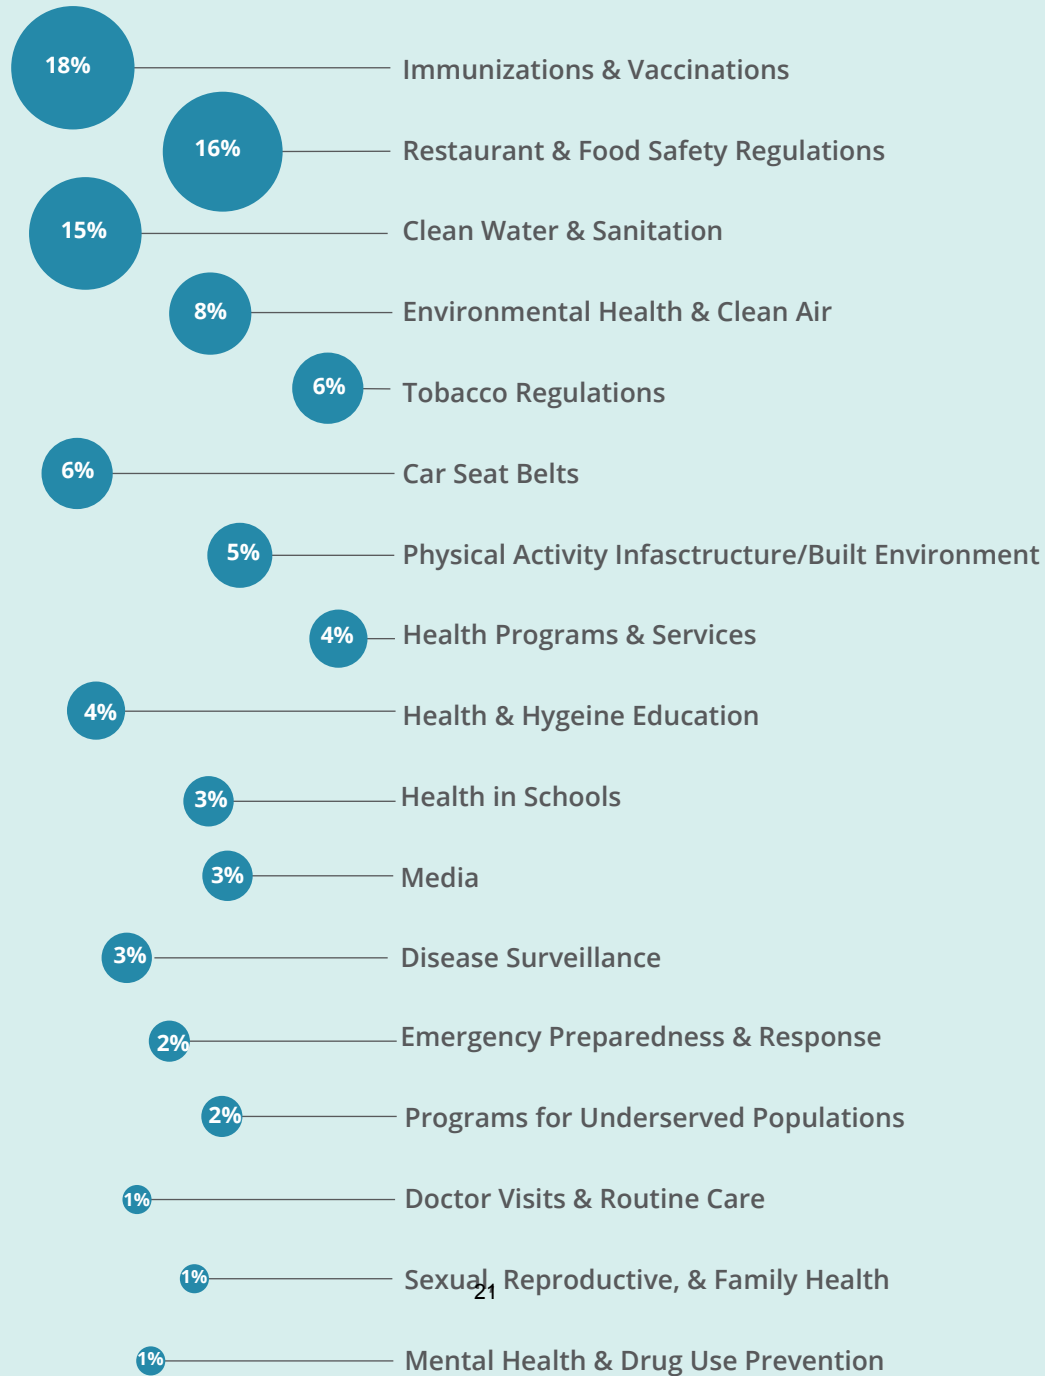 18% Immunizations & Vaccinations
16% Restaurant & Food Safety Regulations
15% Clean Water & Sanitation
8% Environmental Health & Clean Air
6% Tobacco Regulations
6% Car Seat Belts
5% Physical Activity Infasctructure/Built Environment
4% Health Programs & Services
4% Health & Hygeine Education
3% Health in Schools
3% Media
3% Disease Surveillance
2% Emergency Preparedness & Response
2% Programs for Underserved Populations
1% Doctor Visits & Routine Care
1% Sexual, Reproductive, & Family Health
21
1% Mental Health & Drug Use Prevention